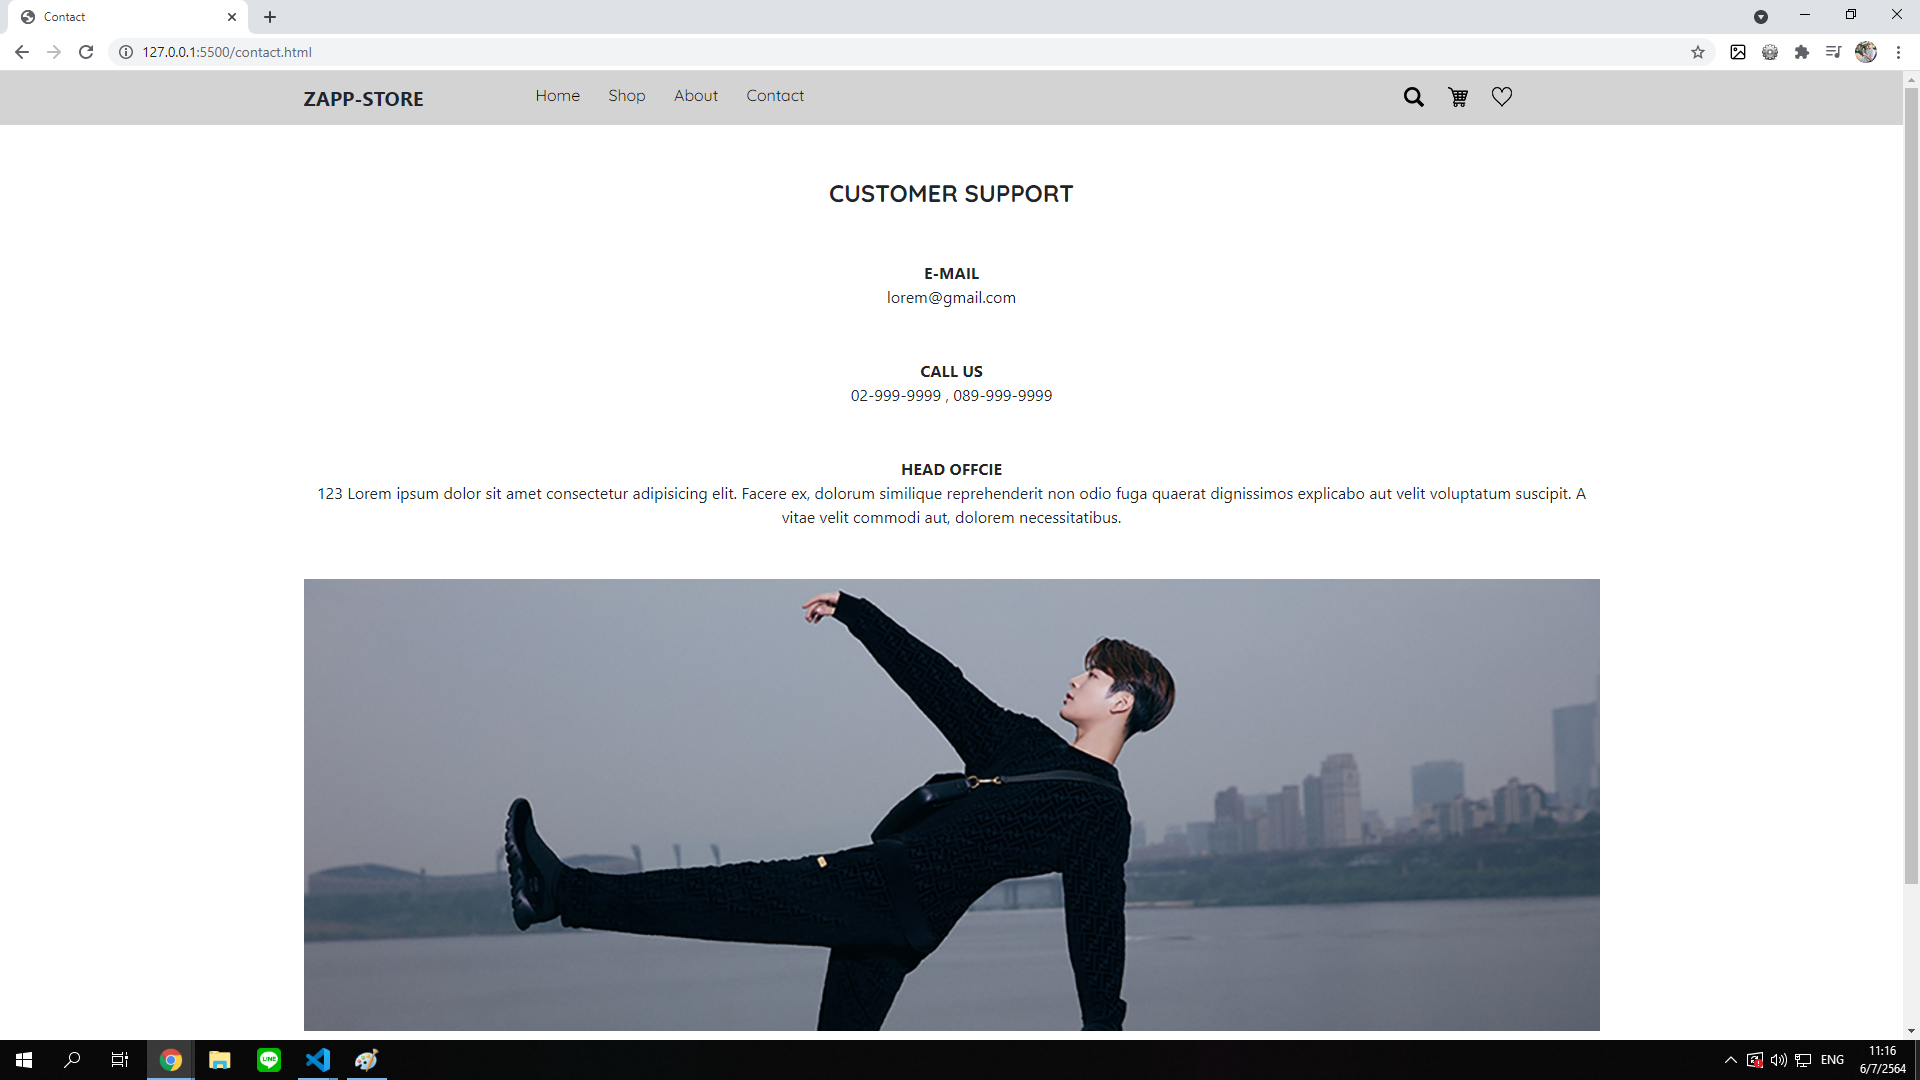 Contact
127.0.0.1:5500/contact.html
ZAPP-STORE
Home Shop About Contact
CUSTOMER SUPPORT
E-MAIL
lorem@gmail.com
CALL US
02-999-9999 , 089-999-9999
HEAD OFFCIE
123 Lorem ipsum dolor sit amet consectetur adipisicing elit. Facere ex, dolorum similique reprehenderit non odio fuga quaerat dignissimos explicabo aut velit voluptatum suscipit. A
vitae velit commodi aut, dolorem necessitatibus.
LINE
ENG
11:16
6/7/2564